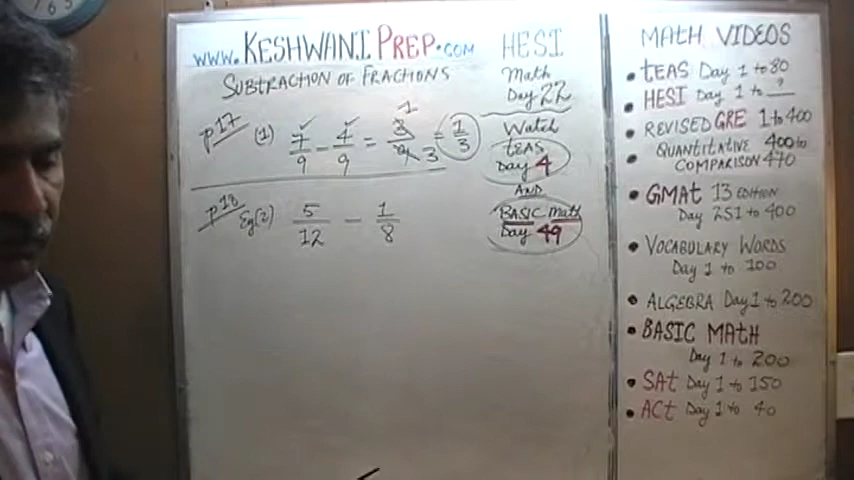 www.KESHWANIPREP.com
SUBTRACTION OF FRACTIONS
p17 (1) 7/9 - 4/9 = 3/9 = 1/3
1
3
p18 Eg(2) 5/12 - 1/8
HESI
Math
Day 22
Watch
TEAS
Day 4
AND
BASIC Math
Day 49
MATH VIDEOS
• TEAS Day 1 to 80
• HESI Day 1 to ?
• REVISED GRE 1 to 400
• QUANTITATIVE 400 to
COMPARISON 470
• GMAT 13 EDITION
Day 251 to 400
• VOCABULARY WORDS
Day 1 to 100
• ALGEBRA Day 1 to 200
• BASIC MATH
Day 1 to 200
• SAT Day 1 to 150
• ACT Day 1 to 40